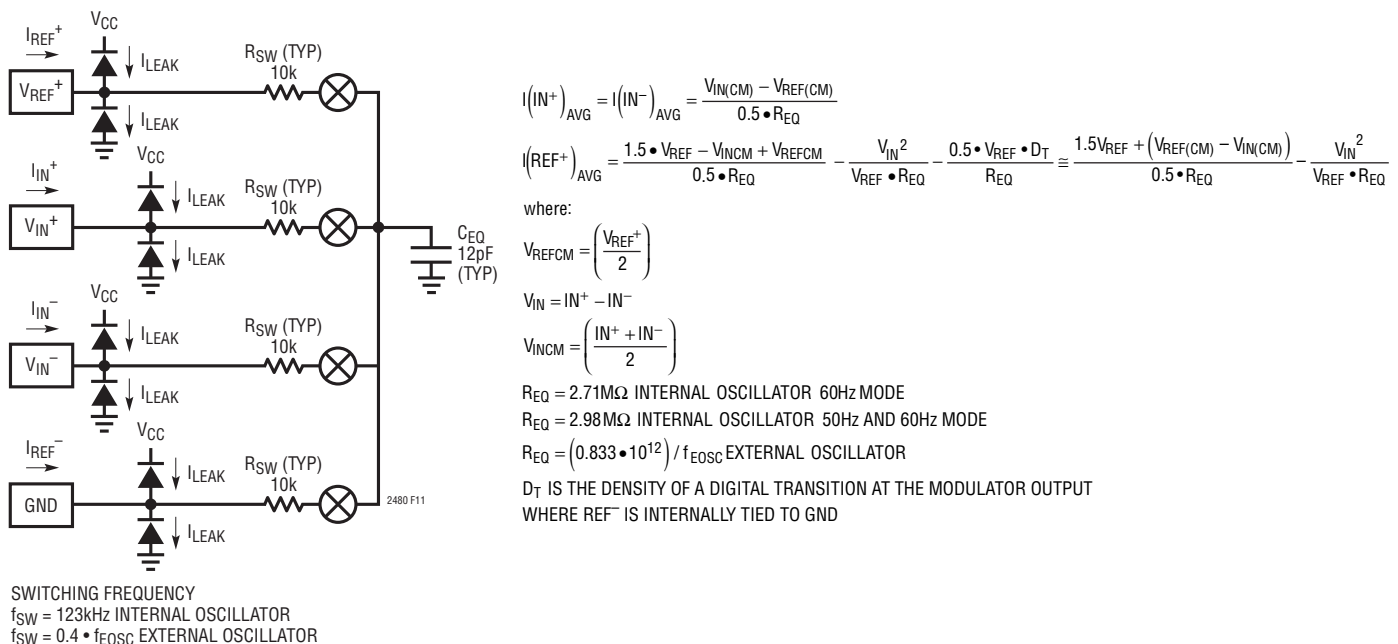 VCC
IREF+
ILEAK
RSW (TYP)
10k
VREF+
ILEAK
VCC
IIN+
ILEAK
RSW (TYP)
10k
VIN+
ILEAK
CEQ
12pF
(TYP)
VCC
IIN−
ILEAK
RSW (TYP)
10k
VIN−
ILEAK
VCC
IREF−
ILEAK
RSW (TYP)
10k
GND
ILEAK
2480 F11
SWITCHING FREQUENCY
fSW = 123kHz INTERNAL OSCILLATOR
fSW = 0.4 • fEOSC EXTERNAL OSCILLATOR
I(IN+)AVG = I(IN−)AVG = (VIN(CM) − VREF(CM)) / (0.5 • REQ)
I(REF+)AVG = (1.5 • VREF − VINCM + VREFCM) / (0.5 • REQ) − VIN² / (VREF • REQ) − (0.5 • VREF • DT) / REQ ≅ (1.5VREF + (VREF(CM) − VIN(CM))) / (0.5 • REQ) − VIN² / (VREF • REQ)
where:
VREFCM = (VREF+ / 2)
VIN = IN+ − IN−
VINCM = ((IN+ + IN−) / 2)
REQ = 2.71MΩ INTERNAL OSCILLATOR 60Hz MODE
REQ = 2.98MΩ INTERNAL OSCILLATOR 50Hz AND 60Hz MODE
REQ = (0.833 • 10¹²) / fEOSC EXTERNAL OSCILLATOR
DT IS THE DENSITY OF A DIGITAL TRANSITION AT THE MODULATOR OUTPUT
WHERE REF− IS INTERNALLY TIED TO GND